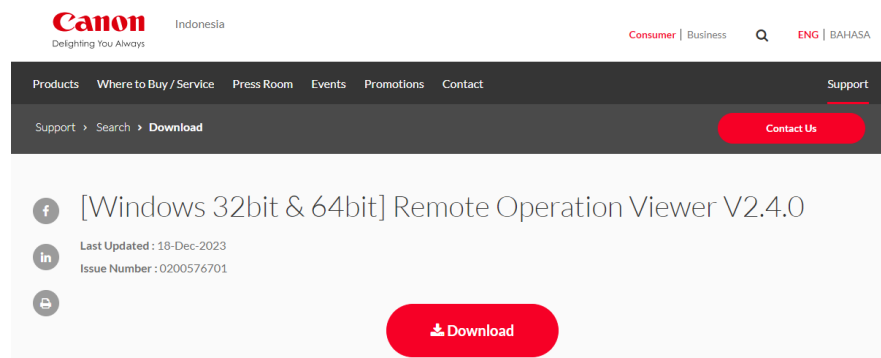 Canon
Delighting You Always
Indonesia
Consumer | Business
ENG | BAHASA
Products Where to Buy / Service Press Room Events Promotions Contact Support
Support › Search › Download
Contact Us
[Windows 32bit & 64bit] Remote Operation Viewer V2.4.0
Last Updated : 18-Dec-2023
Issue Number : 0200576701
Download